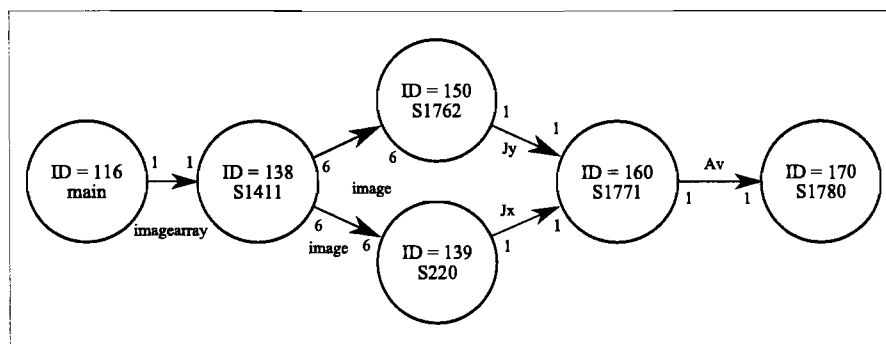 ID = 116
main
1
1
imagearray
ID = 138
S1411
6
6
image
6
6
image
ID = 150
S1762
1
1
Jy
ID = 139
S220
Jx
1
1
ID = 160
S1771
Av
1
1
ID = 170
S1780